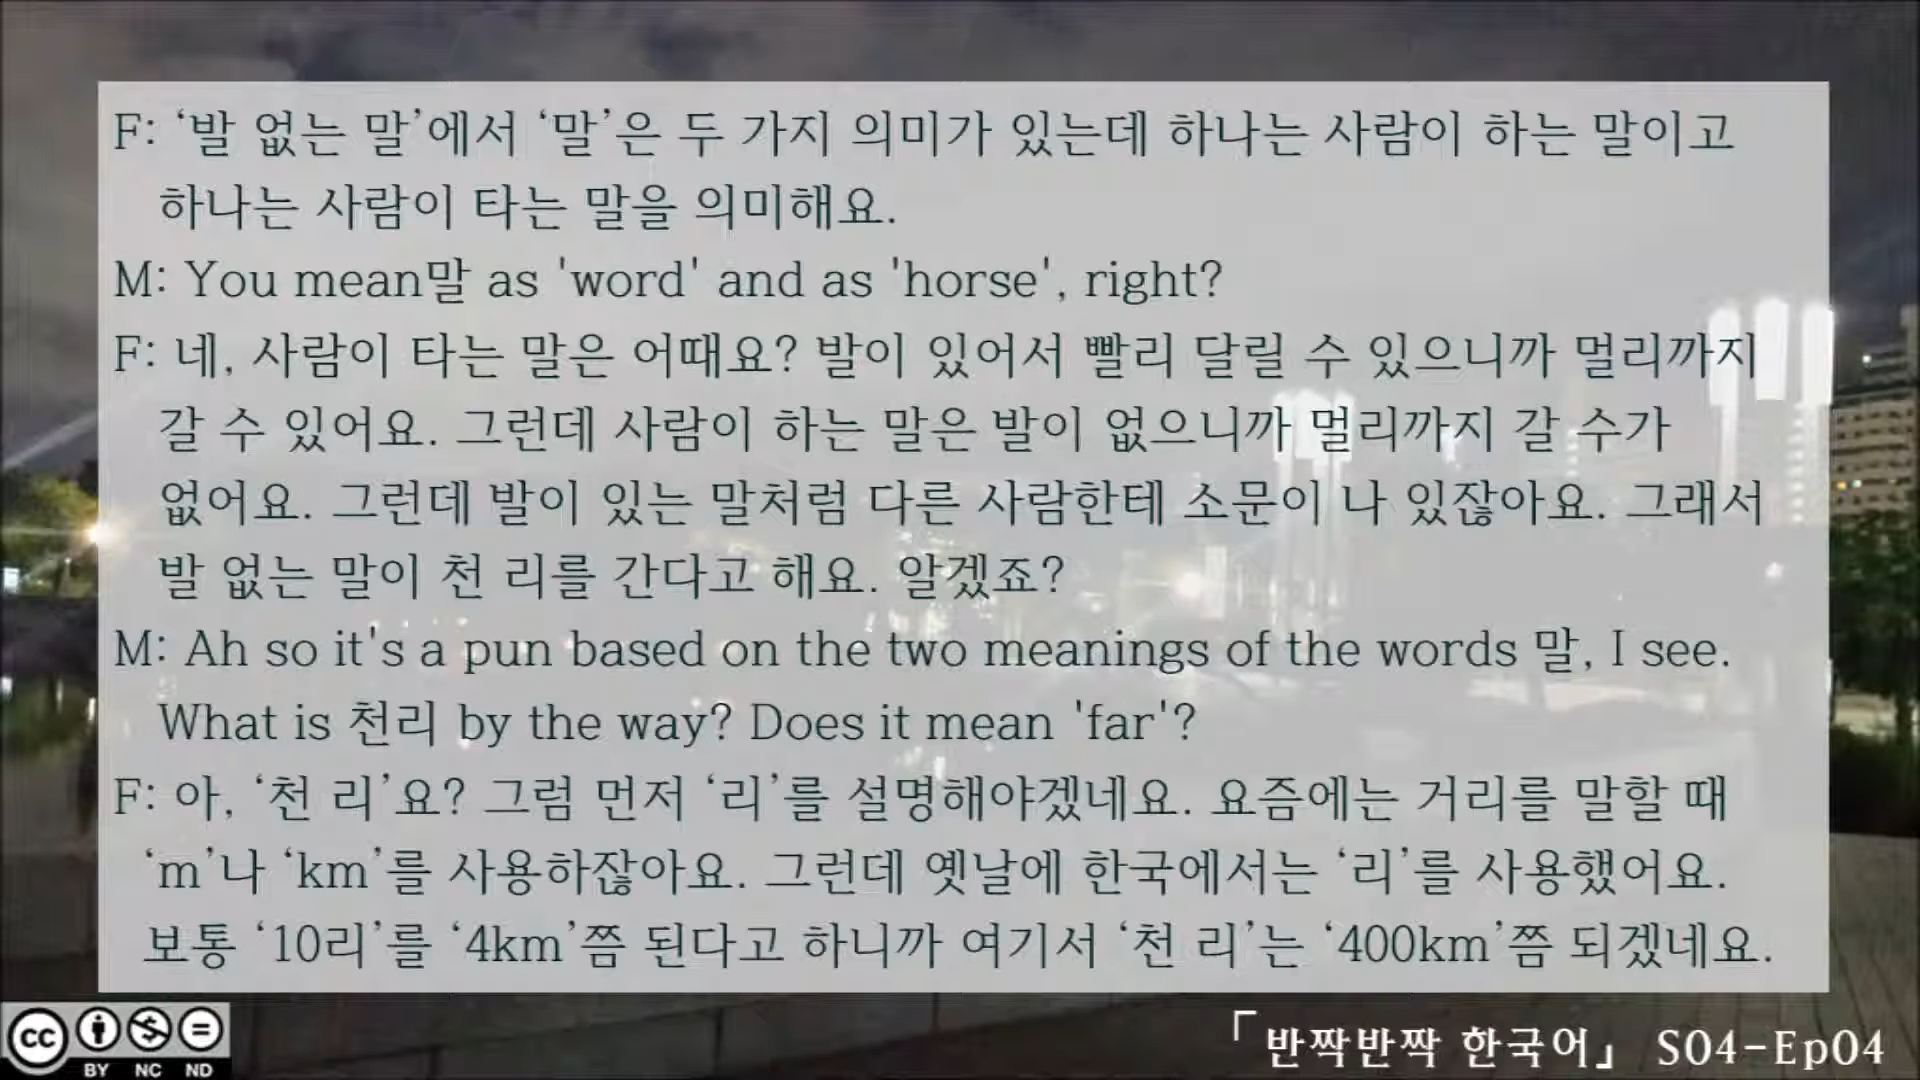 F: ‘발 없는 말’에서 ‘말’은 두 가지 의미가 있는데 하나는 사람이 하는 말이고
하나는 사람이 타는 말을 의미해요.
M: You mean말 as 'word' and as 'horse', right?
F: 네, 사람이 타는 말은 어때요? 발이 있어서 빨리 달릴 수 있으니까 멀리까지
갈 수 있어요. 그런데 사람이 하는 말은 발이 없으니까 멀리까지 갈 수가
없어요. 그런데 발이 있는 말처럼 다른 사람한테 소문이 나 있잖아요. 그래서
발 없는 말이 천 리를 간다고 해요. 알겠죠?
M: Ah so it's a pun based on the two meanings of the words 말, I see.
What is 천리 by the way? Does it mean 'far'?
F: 아, ‘천 리’요? 그럼 먼저 ‘리’를 설명해야겠네요. 요즘에는 거리를 말할 때
‘m’나 ‘km’를 사용하잖아요. 그런데 옛날에 한국에서는 ‘리’를 사용했어요.
보통 ‘10리’를 ‘4km’쯤 된다고 하니까 여기서 ‘천 리’는 ‘400km’쯤 되겠네요.
cc BY NC ND
「반짝반짝 한국어」 S04-Ep04